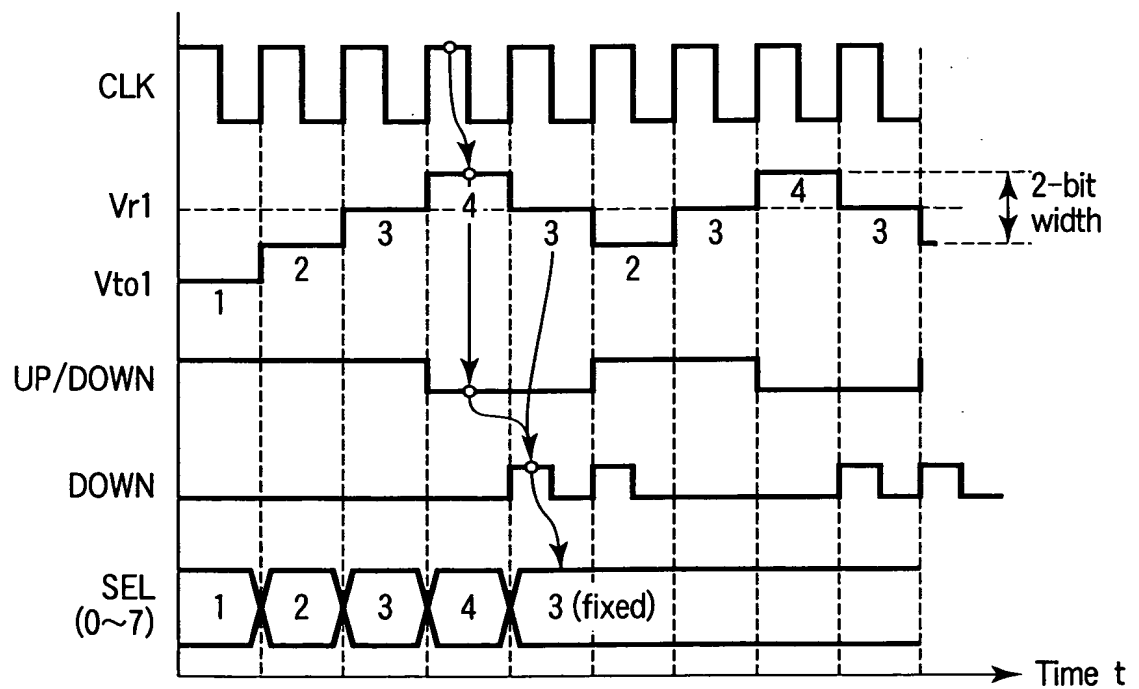 CLK
Vr1
Vto1
1
2
3
4
3
2
3
4
3
2-bit
width
UP/DOWN
DOWN
SEL
(0~7)
1
2
3
4
3 (fixed)
Time t